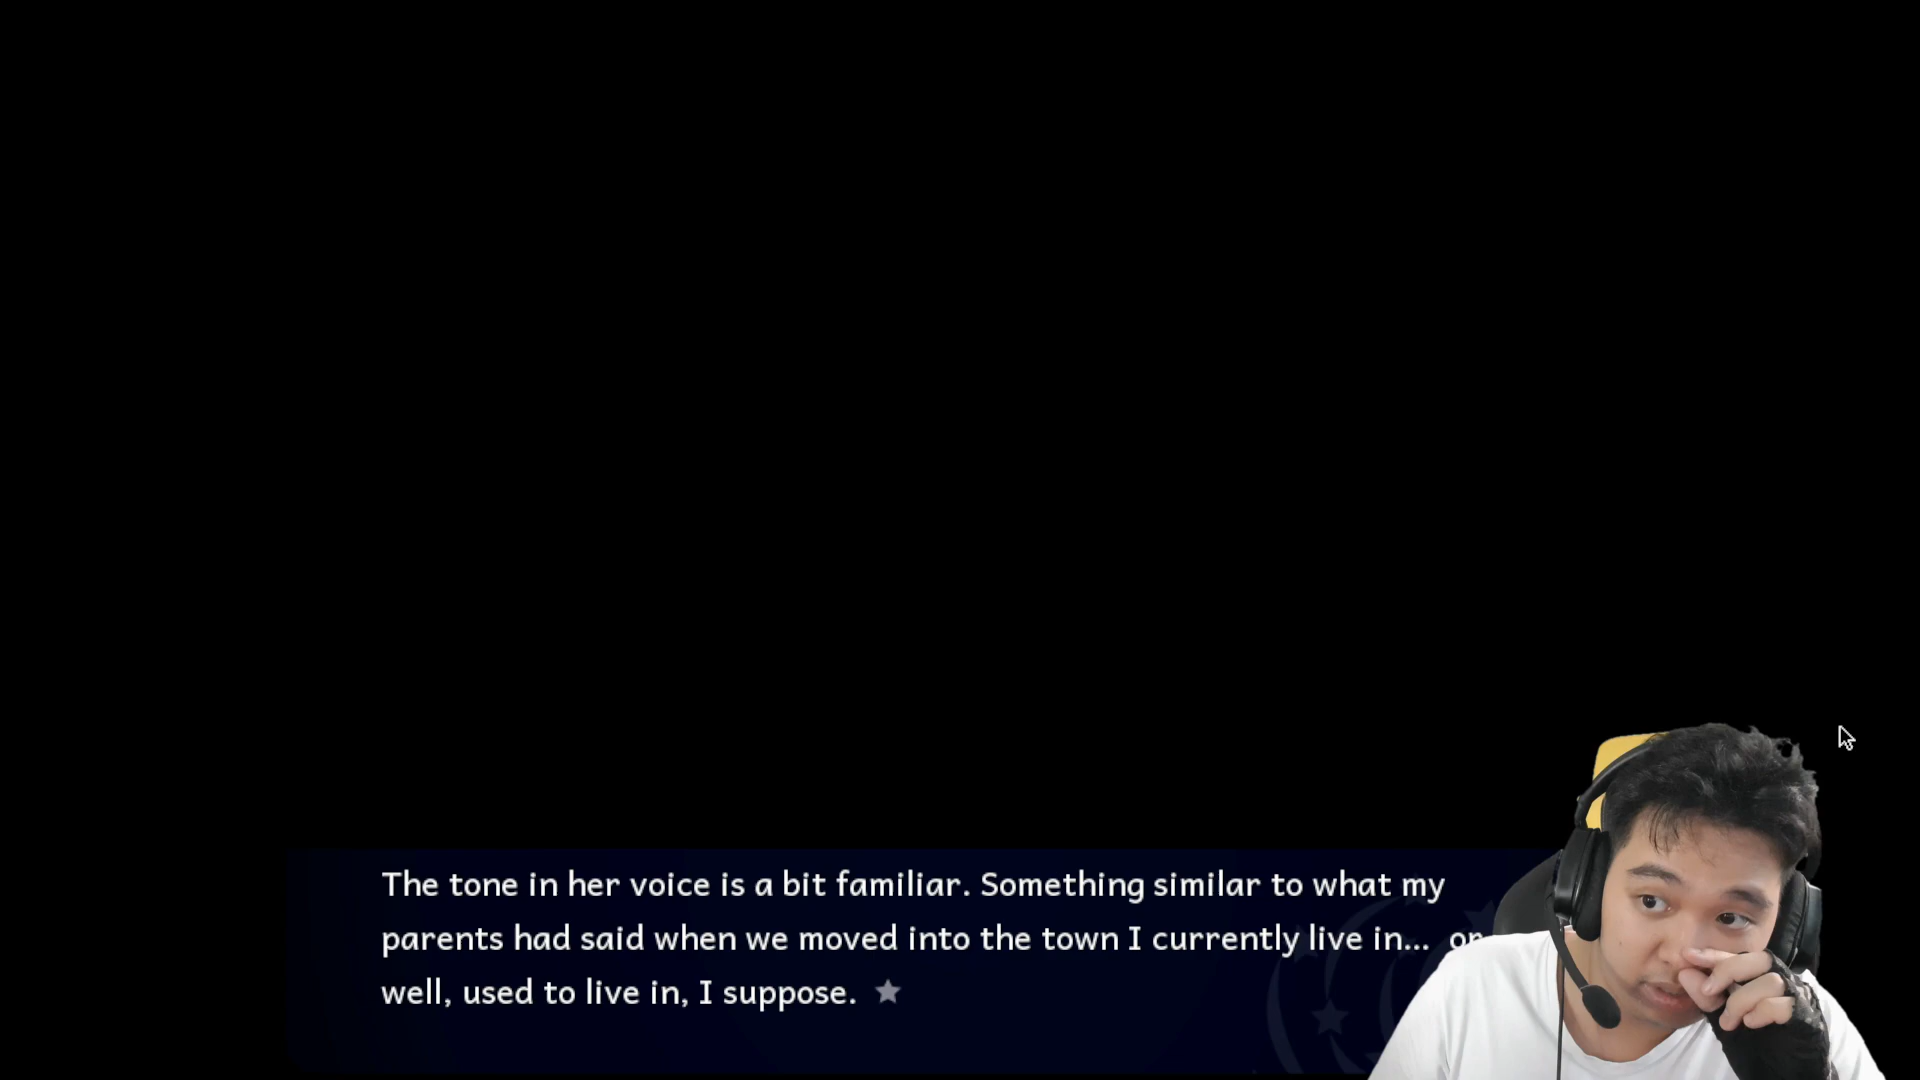 The tone in her voice is a bit familiar. Something similar to what my
parents had said when we moved into the town I currently live in... or
well, used to live in, I suppose.